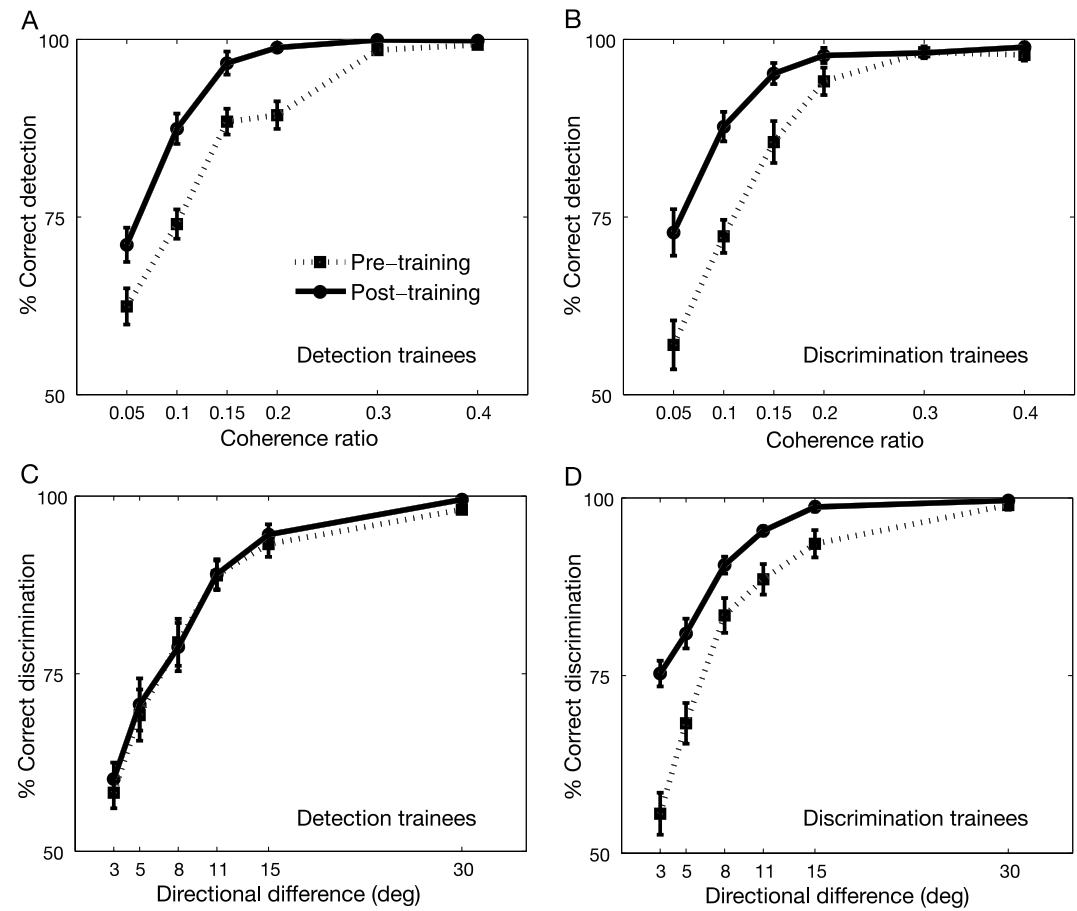 A
100
75
50
% Correct detection
Pre–training
Post–training
Detection trainees
0.05 0.1 0.15 0.2 0.3 0.4
Coherence ratio
B
100
75
50
% Correct detection
Discrimination trainees
0.05 0.1 0.15 0.2 0.3 0.4
Coherence ratio
C
100
75
50
% Correct discrimination
Detection trainees
3 5 8 11 15 30
Directional difference (deg)
D
100
75
50
% Correct discrimination
Discrimination trainees
3 5 8 11 15 30
Directional difference (deg)